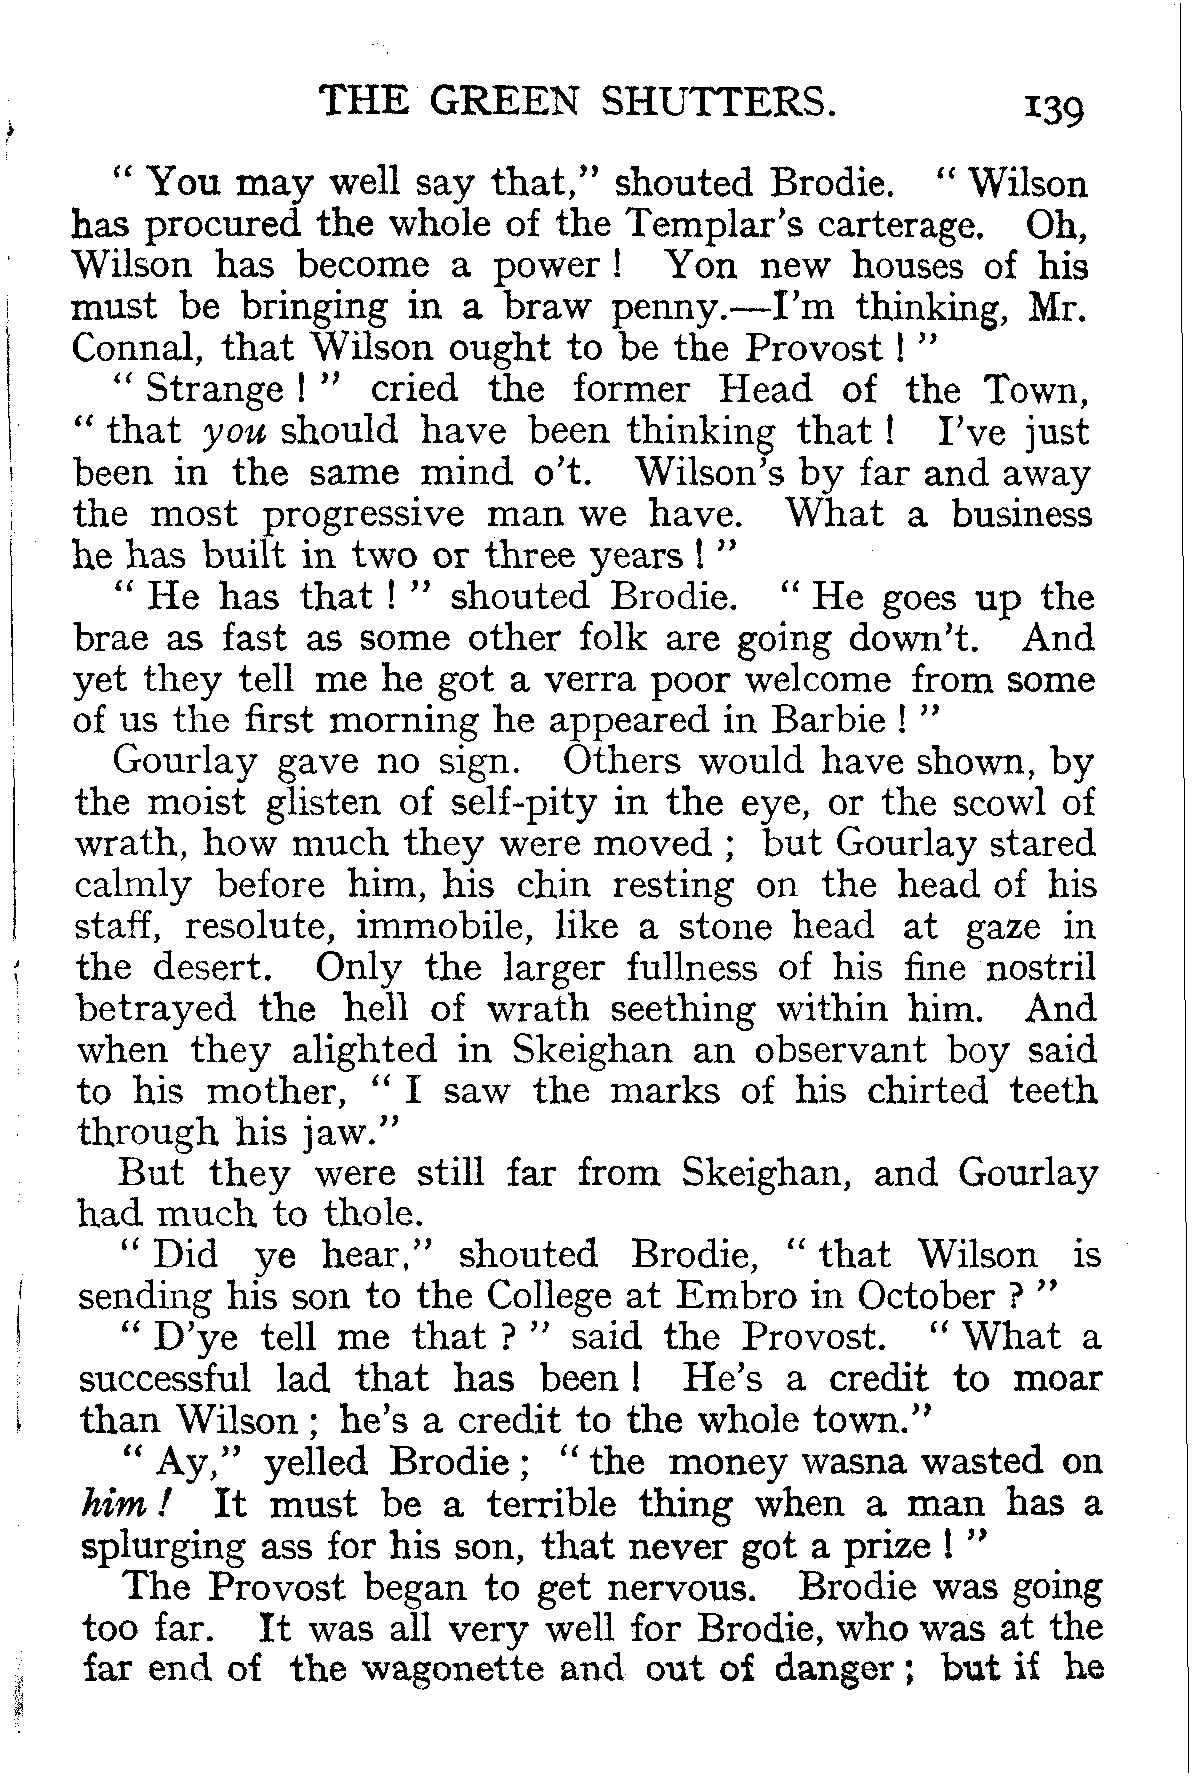 THE GREEN SHUTTERS. 139
“ You may well say that,” shouted Brodie. “ Wilson
has procured the whole of the Templar’s carterage. Oh,
Wilson has become a power ! Yon new houses of his
must be bringing in a braw penny.—I’m thinking, Mr.
Connal, that Wilson ought to be the Provost ! ”
“ Strange ! ” cried the former Head of the Town,
“ that you should have been thinking that ! I’ve just
been in the same mind o’t. Wilson’s by far and away
the most progressive man we have. What a business
he has built in two or three years ! ”
“ He has that ! ” shouted Brodie. “ He goes up the
brae as fast as some other folk are going down’t. And
yet they tell me he got a verra poor welcome from some
of us the first morning he appeared in Barbie ! ”
Gourlay gave no sign. Others would have shown, by
the moist glisten of self-pity in the eye, or the scowl of
wrath, how much they were moved ; but Gourlay stared
calmly before him, his chin resting on the head of his
staff, resolute, immobile, like a stone head at gaze in
the desert. Only the larger fullness of his fine nostril
betrayed the hell of wrath seething within him. And
when they alighted in Skeighan an observant boy said
to his mother, “ I saw the marks of his chirted teeth
through his jaw.”
But they were still far from Skeighan, and Gourlay
had much to thole.
“ Did ye hear,” shouted Brodie, “ that Wilson is
sending his son to the College at Embro in October ? ”
“ D’ye tell me that ? ” said the Provost. “ What a
successful lad that has been ! He’s a credit to moar
than Wilson ; he’s a credit to the whole town.”
“ Ay,” yelled Brodie ; “ the money wasna wasted on
him ! It must be a terrible thing when a man has a
splurging ass for his son, that never got a prize ! ”
The Provost began to get nervous. Brodie was going
too far. It was all very well for Brodie, who was at the
far end of the wagonette and out of danger ; but if he